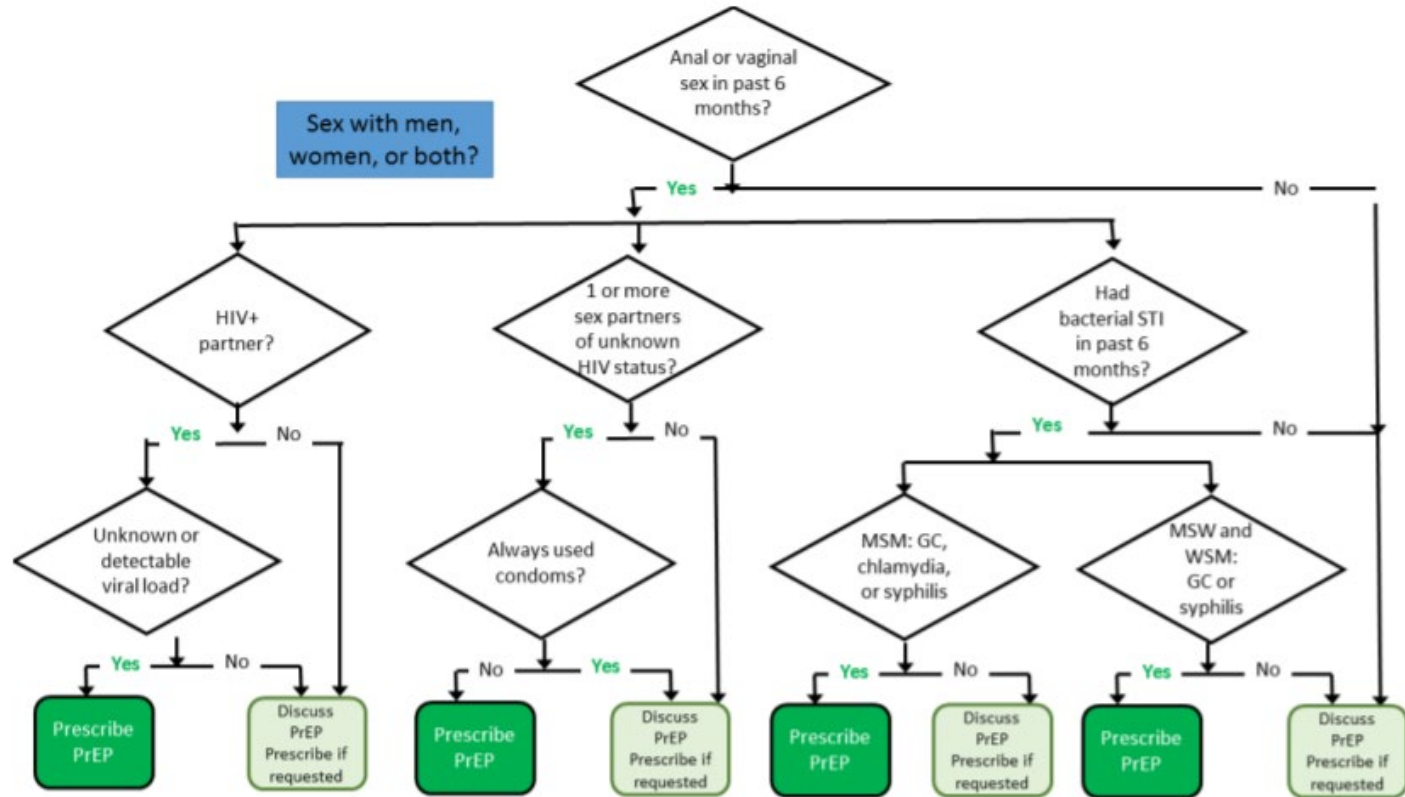 Anal or vaginal
sex in past 6
months?
Sex with men,
women, or both?
Yes
No
HIV+
partner?
1 or more
sex partners
of unknown
HIV status?
Had
bacterial STI
in past 6
months?
Yes
No
Yes
No
Yes
No
Unknown or
detectable
viral load?
Always used
condoms?
MSM: GC,
chlamydia,
or syphilis
MSW and
WSM:
GC or
syphilis
Yes
No
No
Yes
Yes
No
Yes
No
Prescribe
PrEP
Discuss
PrEP
Prescribe if
requested
Prescribe
PrEP
Discuss
PrEP
Prescribe if
requested
Prescribe
PrEP
Discuss
PrEP
Prescribe if
requested
Prescribe
PrEP
Discuss
PrEP
Prescribe if
requested